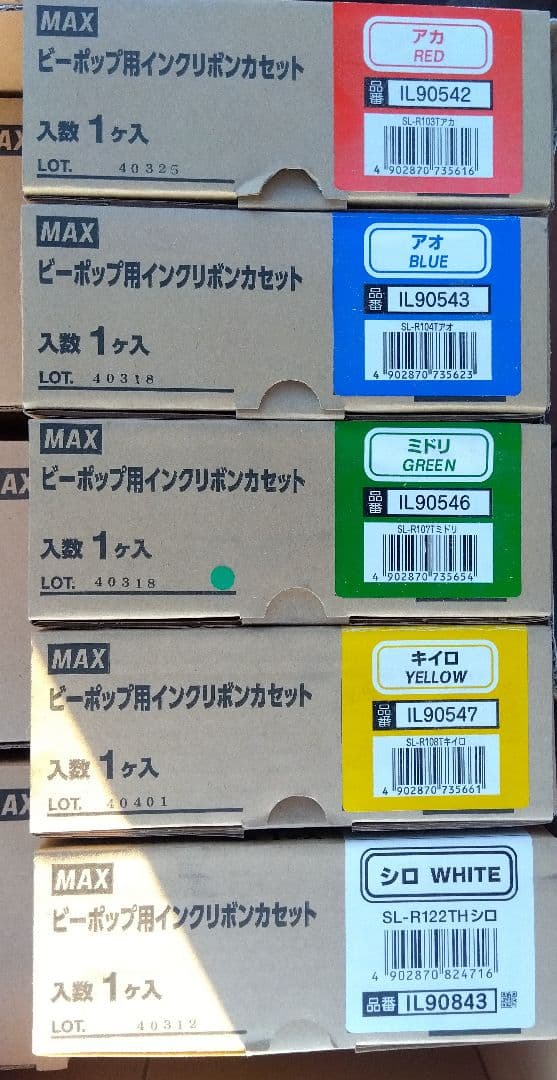 MAX
ビーポップ用インクリボンカセット
入数 1ヶ入
LOT. 40325
アカ
RED
品番 IL90542
SL-R103Tアカ
4 902870 735616
MAX
ビーポップ用インクリボンカセット
入数 1ヶ入
LOT. 40318
アオ
BLUE
品番 IL90543
SL-R104Tアオ
4 902870 735623
MAX
ビーポップ用インクリボンカセット
入数 1ヶ入
LOT. 40318
ミドリ
GREEN
品番 IL90546
SL-R107Tミドリ
4 902870 735654
MAX
ビーポップ用インクリボンカセット
入数 1ヶ入
LOT. 40401
キイロ
YELLOW
品番 IL90547
SL-R108Tキイロ
4 902870 735661
MAX
ビーポップ用インクリボンカセット
入数 1ヶ入
LOT. 40312
シロ WHITE
SL-R122THシロ
4 902870 824716
品番 IL90843